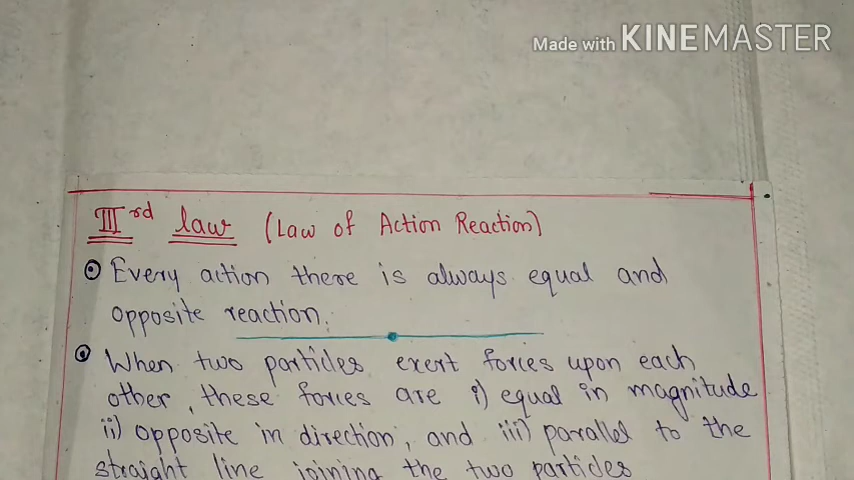 Made with KINEMASTER
IIIrd law (Law of Action Reaction)
Every action there is always equal and
opposite reaction.
When two particles exert forces upon each
other, these forces are i) equal in magnitude
ii) opposite in direction, and iii) parallel to the
straight line joining the two particles